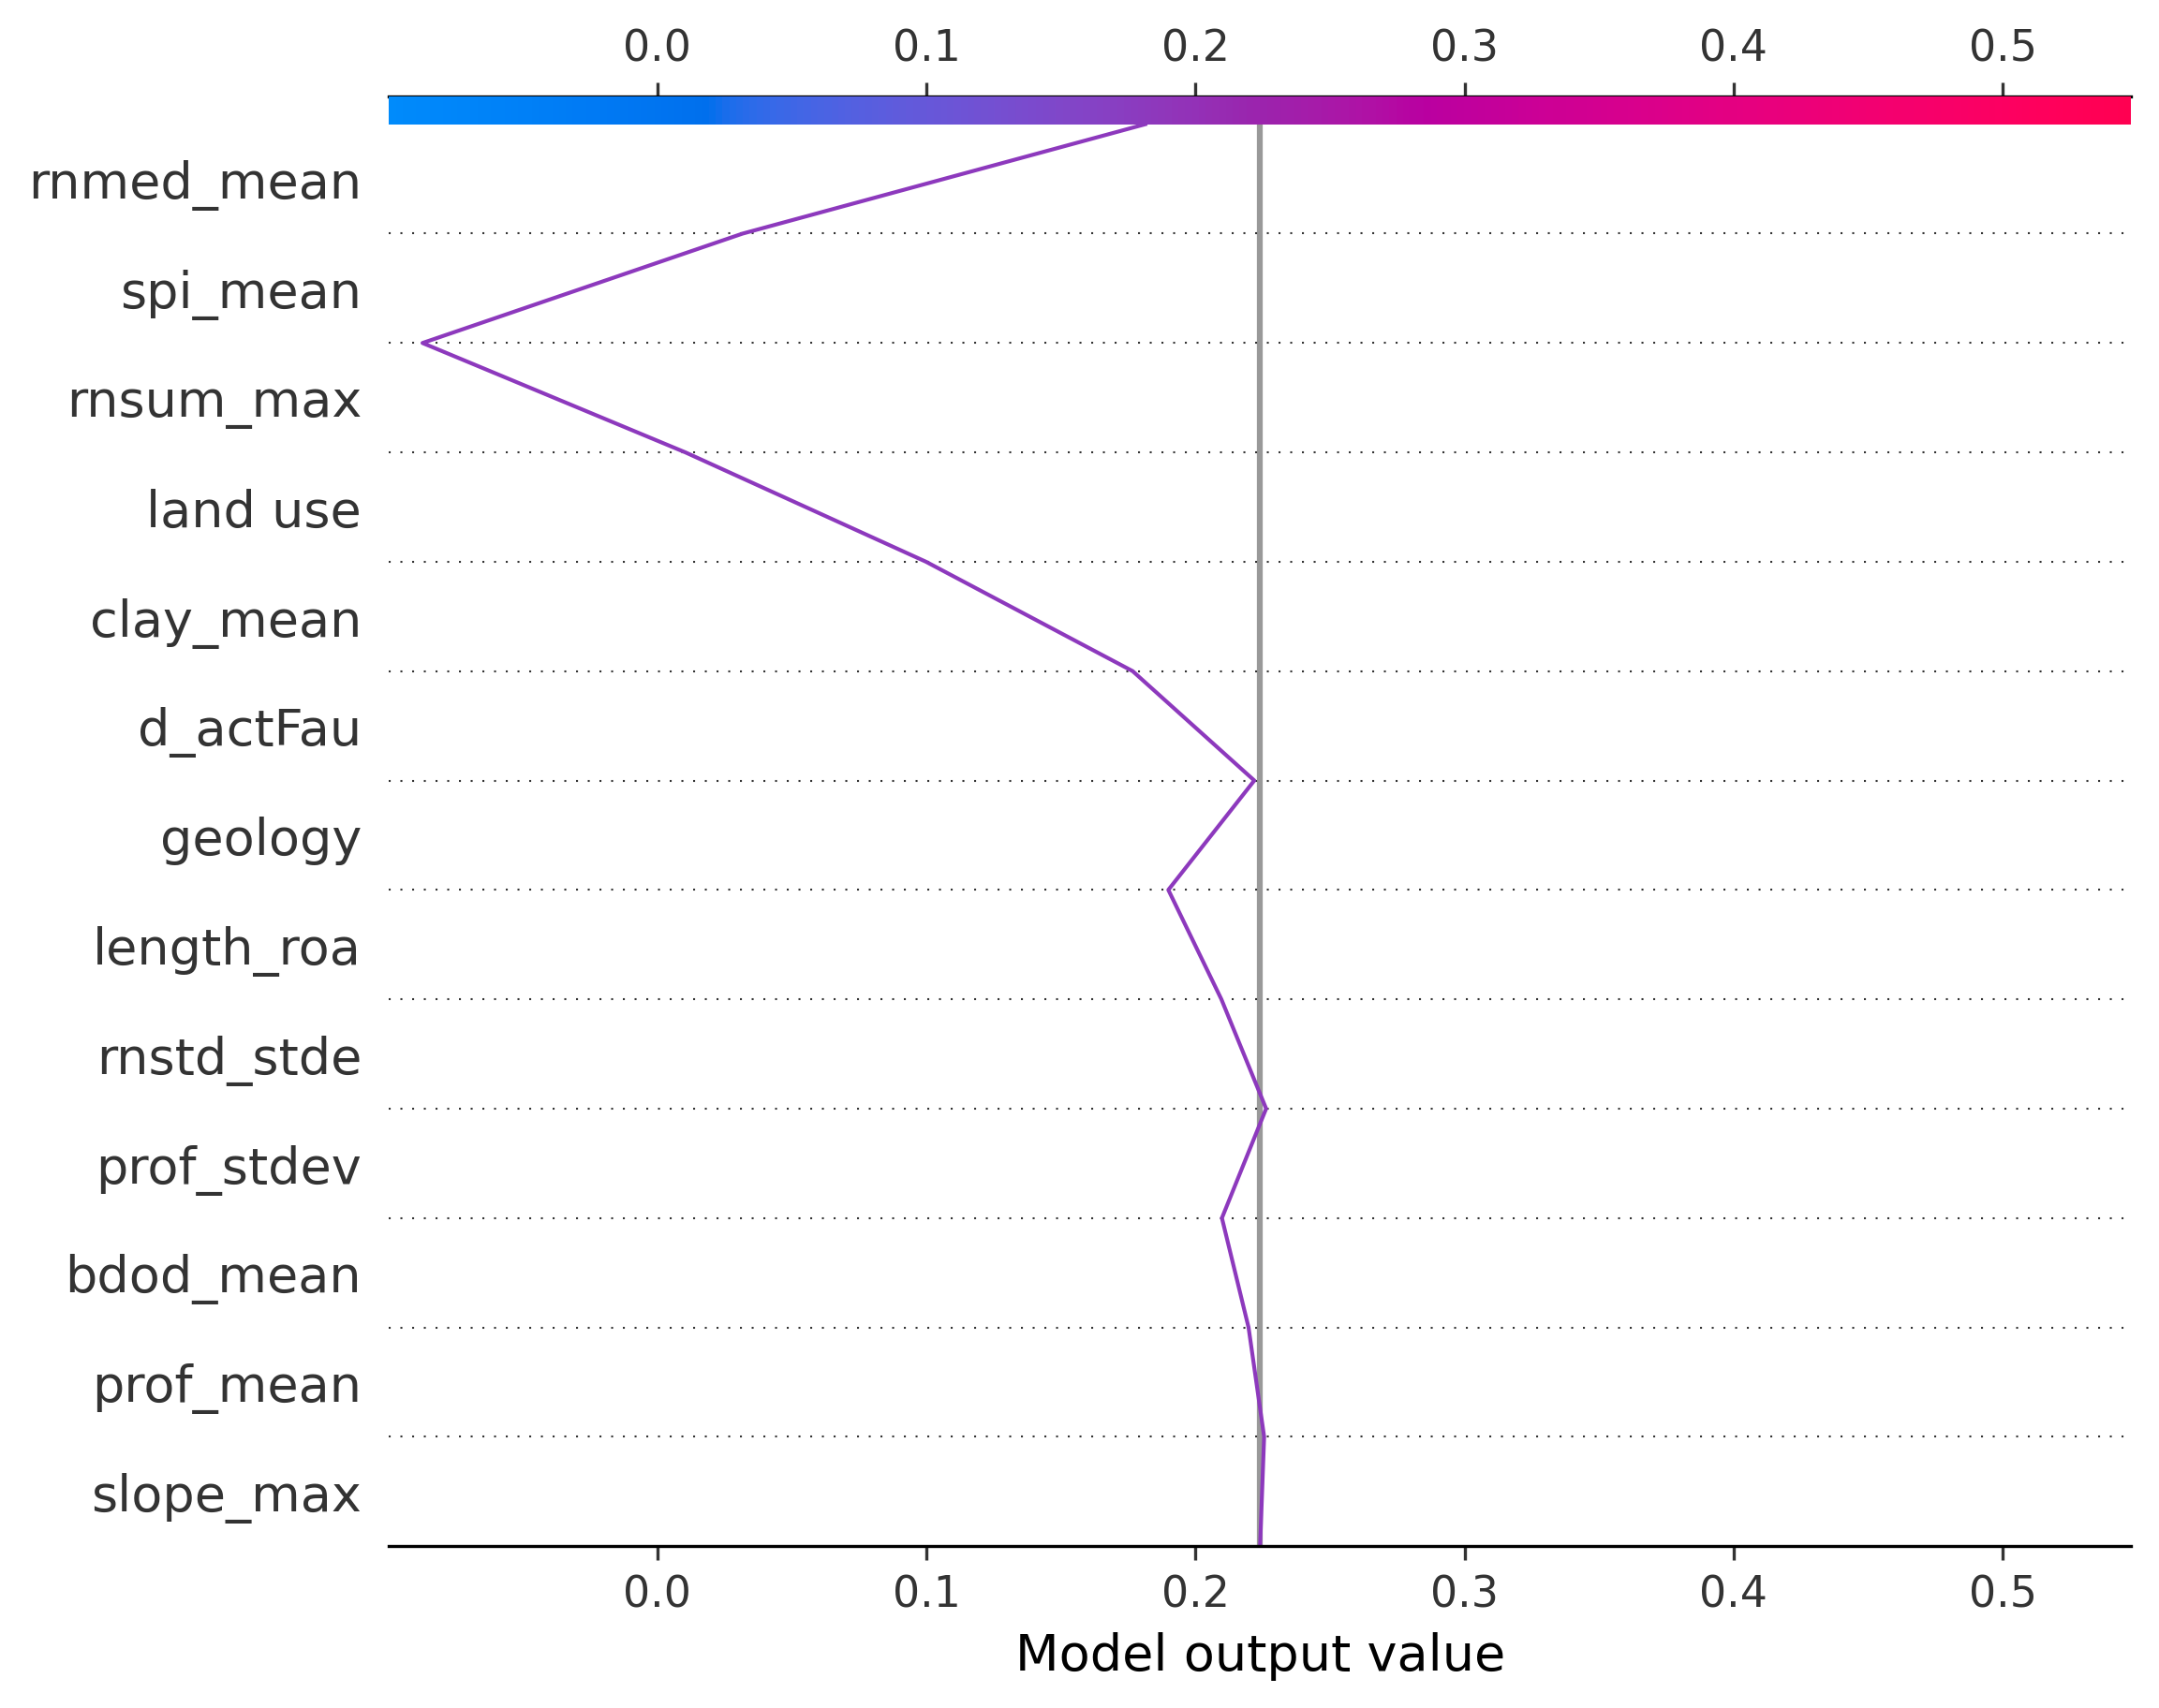 0.0 0.1 0.2 0.3 0.4 0.5
rnmed_mean
spi_mean
rnsum_max
land use
clay_mean
d_actFau
geology
length_roa
rnstd_stde
prof_stdev
bdod_mean
prof_mean
slope_max
0.0 0.1 0.2 0.3 0.4 0.5
Model output value